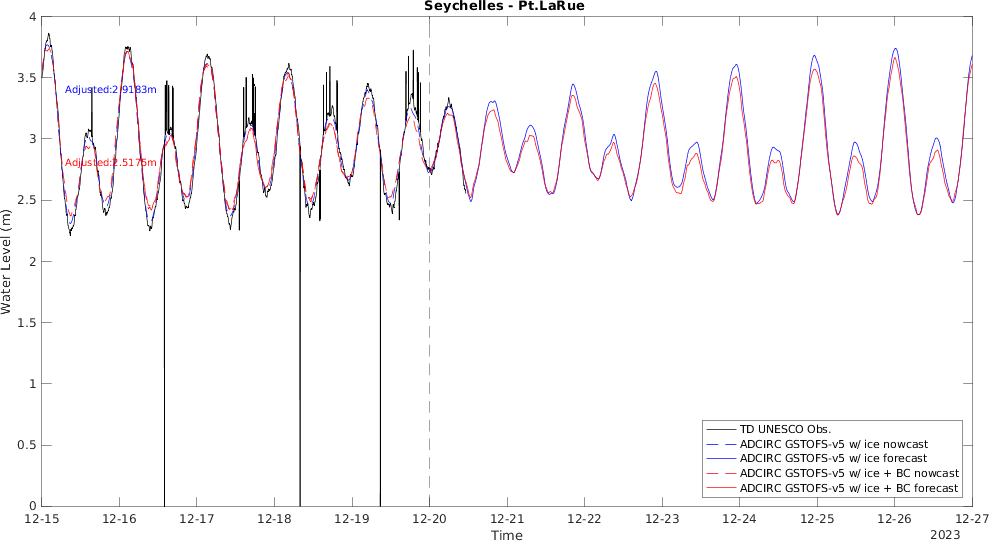 Seychelles - Pt.LaRue
Water Level (m)
4
3.5
3
2.5
2
1.5
1
0.5
0
Adjusted:2.9183m
Adjusted:2.5175m
TD UNESCO Obs.
ADCIRC GSTOFS-v5 w/ ice nowcast
ADCIRC GSTOFS-v5 w/ ice forecast
ADCIRC GSTOFS-v5 w/ ice + BC nowcast
ADCIRC GSTOFS-v5 w/ ice + BC forecast
12-15 12-16 12-17 12-18 12-19 12-20 12-21 12-22 12-23 12-24 12-25 12-26 12-27
Time
2023